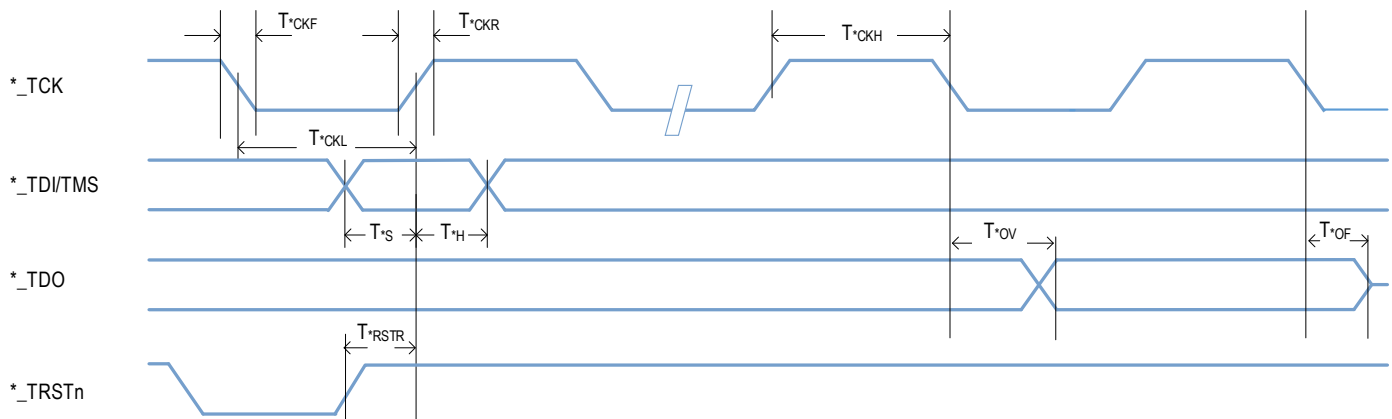 T*CKF
T*CKR
T*CKH
*_TCK
T*CKL
*_TDI/TMS
T*S
T*H
T*OV
T*OF
*_TDO
T*RSTR
*_TRSTn